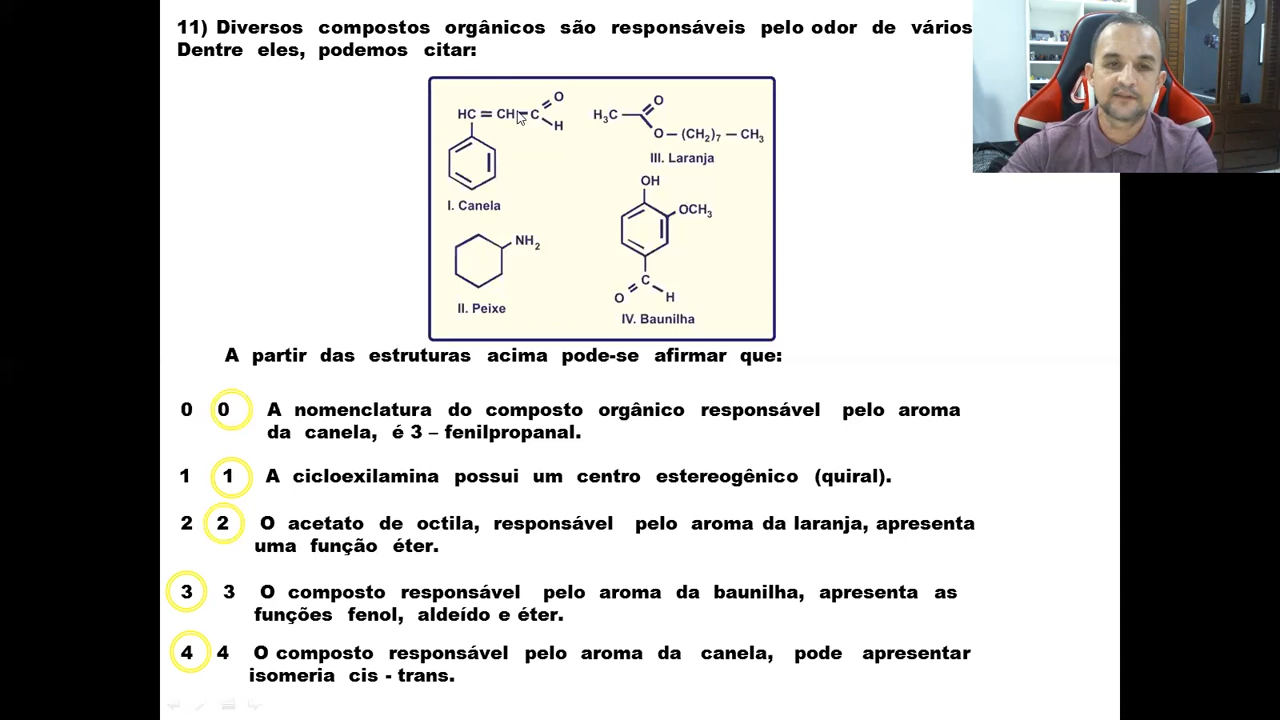 11) Diversos compostos orgânicos são responsáveis pelo odor de vários
Dentre eles, podemos citar:
HC = CH – C
O
H
I. Canela
H3C
O
O – (CH2)7 – CH3
III. Laranja
NH2
II. Peixe
OH
OCH3
C
O
H
IV. Baunilha
A partir das estruturas acima pode-se afirmar que:
0 0 A nomenclatura do composto orgânico responsável pelo aroma
da canela, é 3 – fenilpropanal.
1 1 A cicloexilamina possui um centro estereogênico (quiral).
2 2 O acetato de octila, responsável pelo aroma da laranja, apresenta
uma função éter.
3 3 O composto responsável pelo aroma da baunilha, apresenta as
funções fenol, aldeído e éter.
4 4 O composto responsável pelo aroma da canela, pode apresentar
isomeria cis - trans.